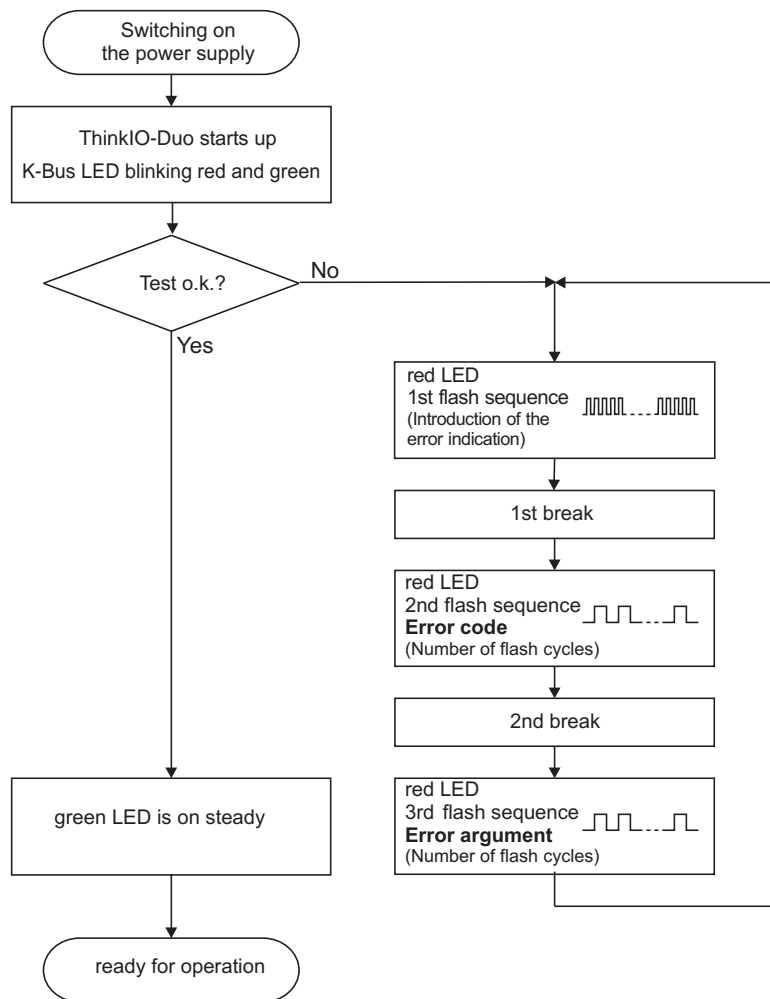 Switching on
the power supply
ThinkIO-Duo starts up
K-Bus LED blinking red and green
Test o.k.?
No
Yes
red LED
1st flash sequence
(Introduction of the
error indication)
1st break
red LED
2nd flash sequence
Error code
(Number of flash cycles)
2nd break
red LED
3rd flash sequence
Error argument
(Number of flash cycles)
green LED is on steady
ready for operation